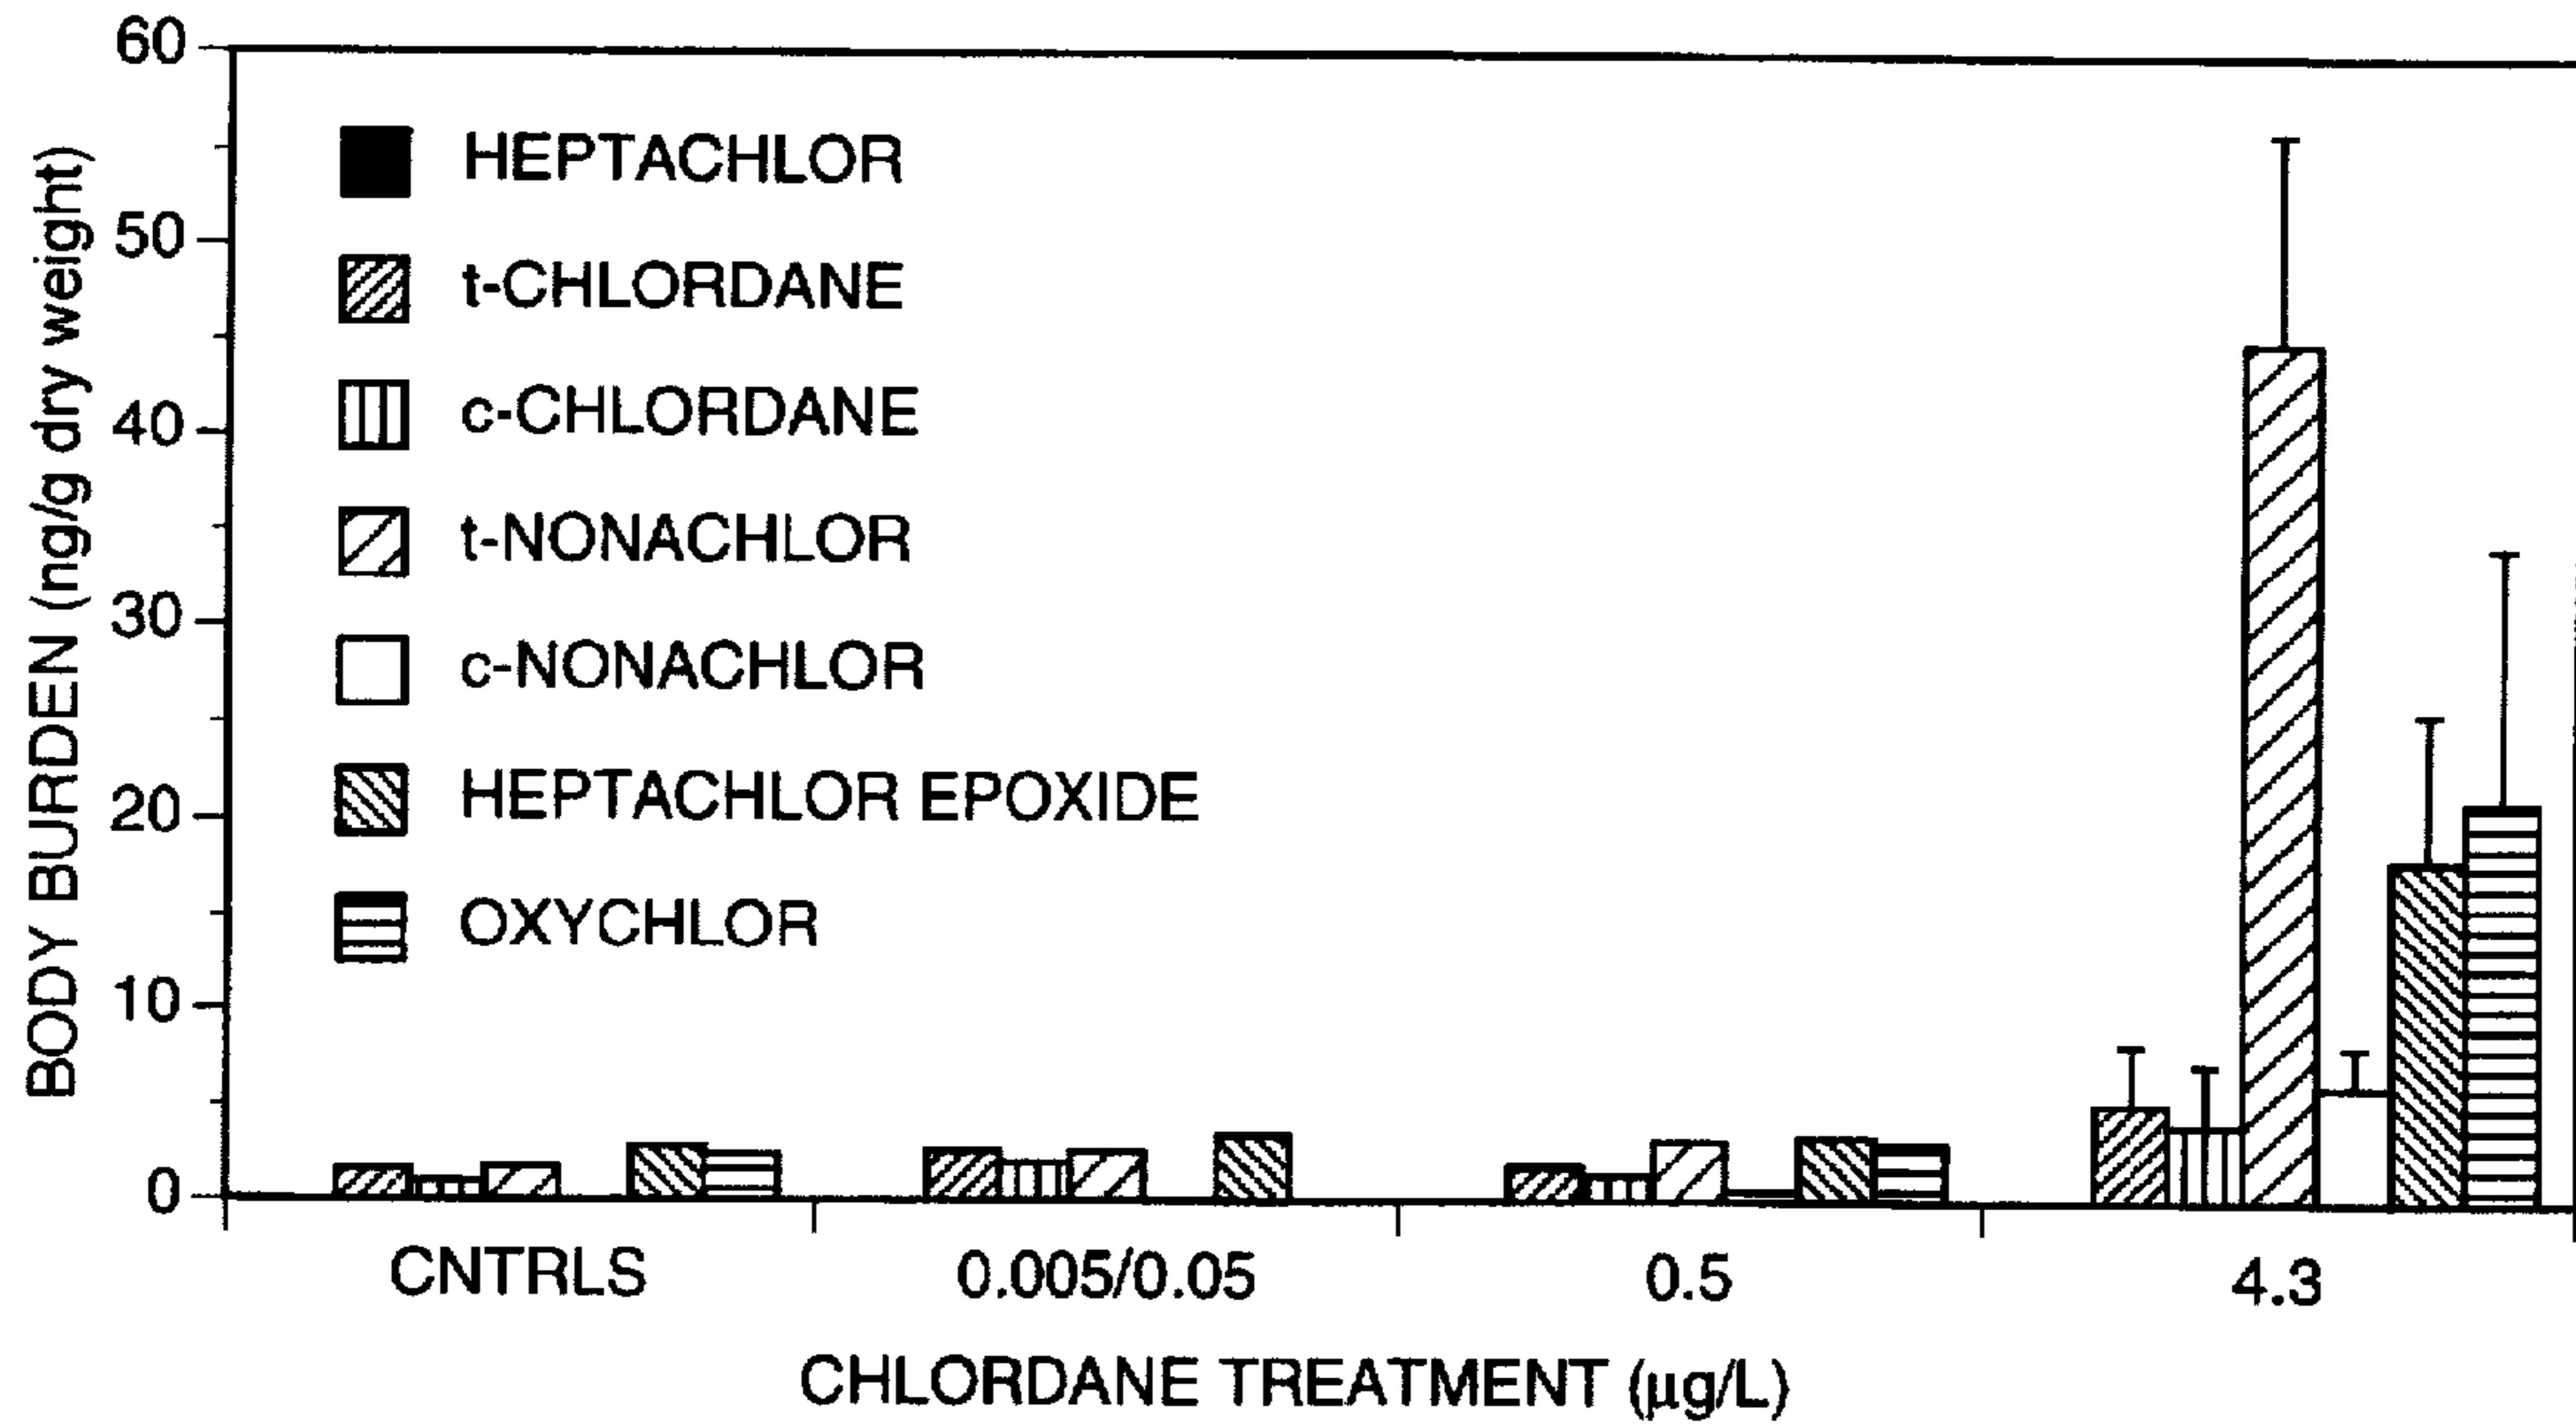 BODY BURDEN (ng/g dry weight)
60
50
40
30
20
10
0
HEPTACHLOR
t-CHLORDANE
c-CHLORDANE
t-NONACHLOR
c-NONACHLOR
HEPTACHLOR EPOXIDE
OXYCHLOR
CNTRLS 0.005/0.05 0.5 4.3
CHLORDANE TREATMENT (µg/L)